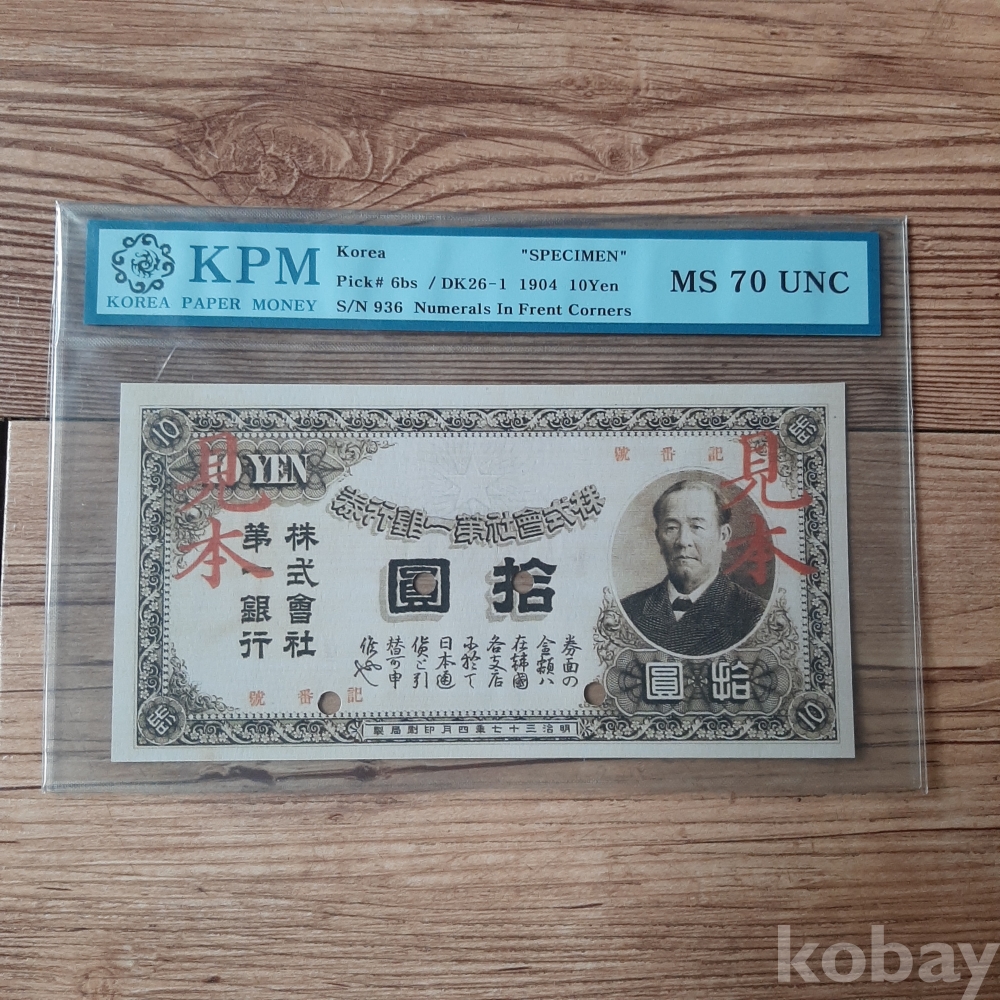 KPM
KOREA PAPER MONEY
Korea "SPECIMEN"
Pick# 6bs / DK26-1 1904 10Yen
S/N 936 Numerals In Frent Corners
MS 70 UNC
10
YEN
見本
見本
記番號
株式會社第一銀行券
拾圓
株式會社
第一銀行
券面の
金額ハ
在韓國
各支店
に於て
日本通
貨と引
替可申
候也
記番號
拾圓
10
明治三十七年四月印刷局製
kobay